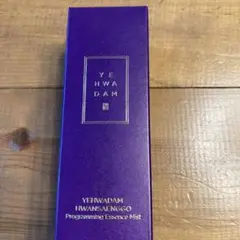 YE
HWA
DAM
YEHWADAM
HWANSAENGGO
Programming Essence Mist